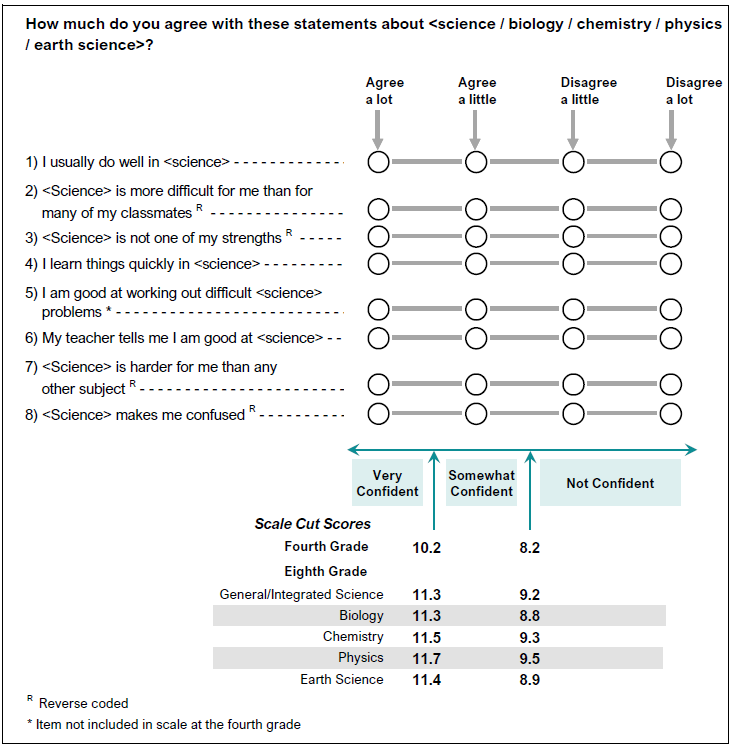 How much do you agree with these statements about <science / biology / chemistry / physics
/ earth science>?
Agree a lot
Agree a little
Disagree a little
Disagree a lot
1) I usually do well in <science> - - - - - - - - - - - -
2) <Science> is more difficult for me than for
many of my classmates R - - - - - - - - - - - - - - -
3) <Science> is not one of my strengths R - - - - -
4) I learn things quickly in <science> - - - - - - - - -
5) I am good at working out difficult <science>
problems * - - - - - - - - - - - - - - - - - - - - - - - - - -
6) My teacher tells me I am good at <science> - -
7) <Science> is harder for me than any
other subject R - - - - - - - - - - - - - - - - - - - - - - -
8) <Science> makes me confused R - - - - - - - - - -
Very Confident
Somewhat Confident
Not Confident
Scale Cut Scores
Fourth Grade 10.2 8.2
Eighth Grade
General/Integrated Science 11.3 9.2
Biology 11.3 8.8
Chemistry 11.5 9.3
Physics 11.7 9.5
Earth Science 11.4 8.9
R Reverse coded
* Item not included in scale at the fourth grade